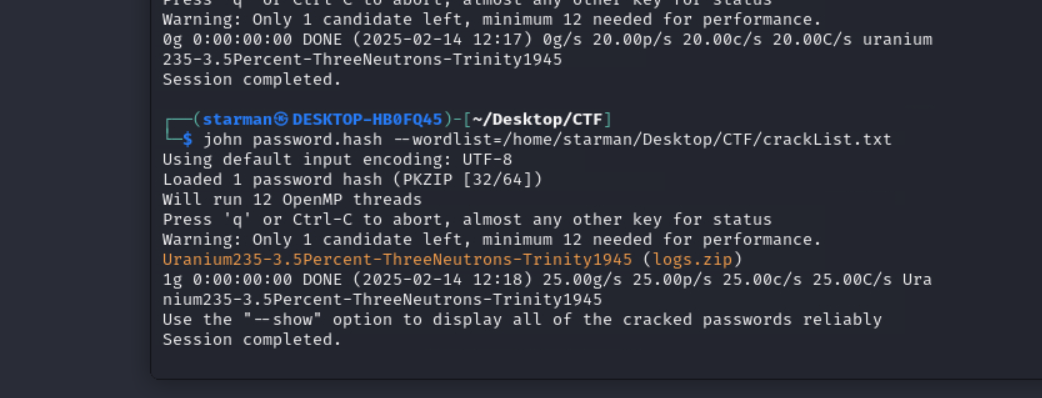 Press 'q' or Ctrl-C to abort, almost any other key for status
Warning: Only 1 candidate left, minimum 12 needed for performance.
0g 0:00:00:00 DONE (2025-02-14 12:17) 0g/s 20.00p/s 20.00c/s 20.00C/s uranium
235-3.5Percent-ThreeNeutrons-Trinity1945
Session completed.
┌──(starman㉿DESKTOP-HB0FQ45)-[~/Desktop/CTF]
└─$ john password.hash --wordlist=/home/starman/Desktop/CTF/crackList.txt
Using default input encoding: UTF-8
Loaded 1 password hash (PKZIP [32/64])
Will run 12 OpenMP threads
Press 'q' or Ctrl-C to abort, almost any other key for status
Warning: Only 1 candidate left, minimum 12 needed for performance.
Uranium235-3.5Percent-ThreeNeutrons-Trinity1945 (logs.zip)
1g 0:00:00:00 DONE (2025-02-14 12:18) 25.00g/s 25.00p/s 25.00c/s 25.00C/s Ura
nium235-3.5Percent-ThreeNeutrons-Trinity1945
Use the "--show" option to display all of the cracked passwords reliably
Session completed.